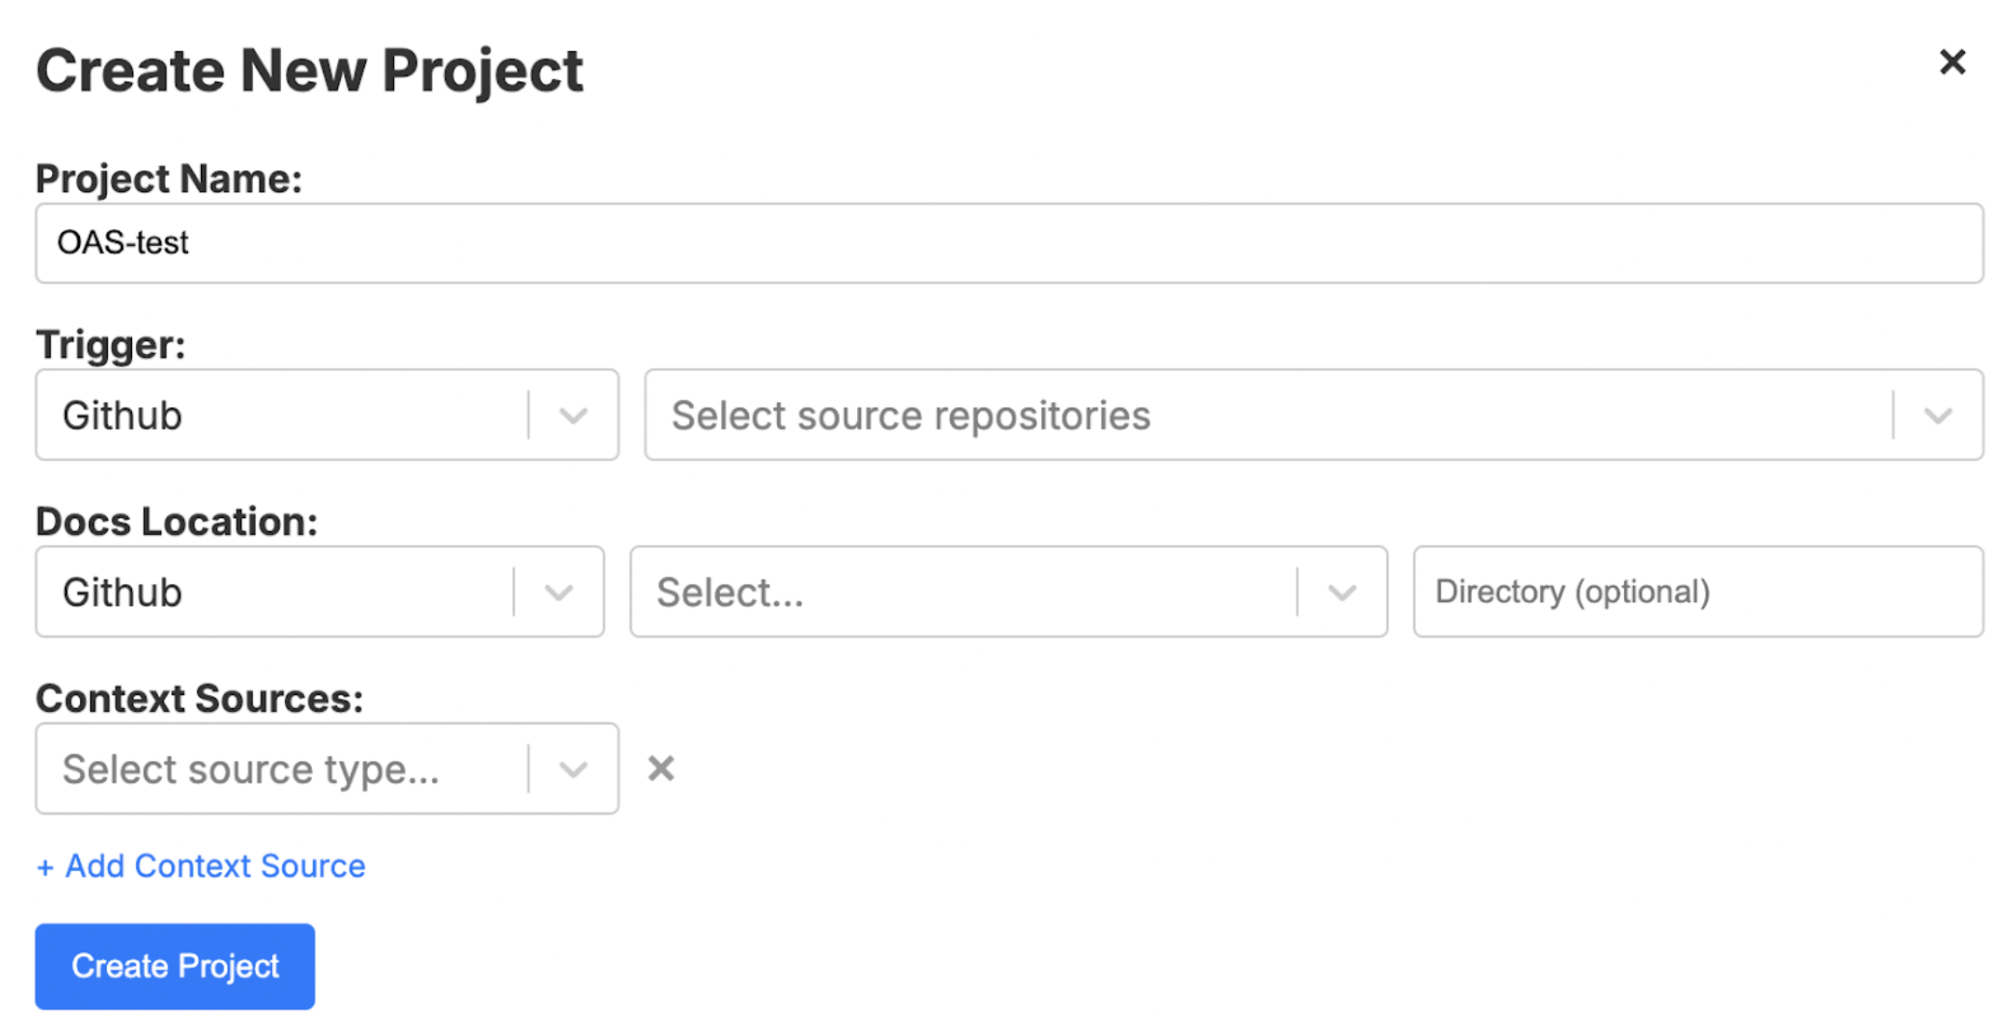 Create New Project
Project Name:
OAS-test
Trigger:
Github
Select source repositories
Docs Location:
Github
Select...
Directory (optional)
Context Sources:
Select source type...
+ Add Context Source
Create Project